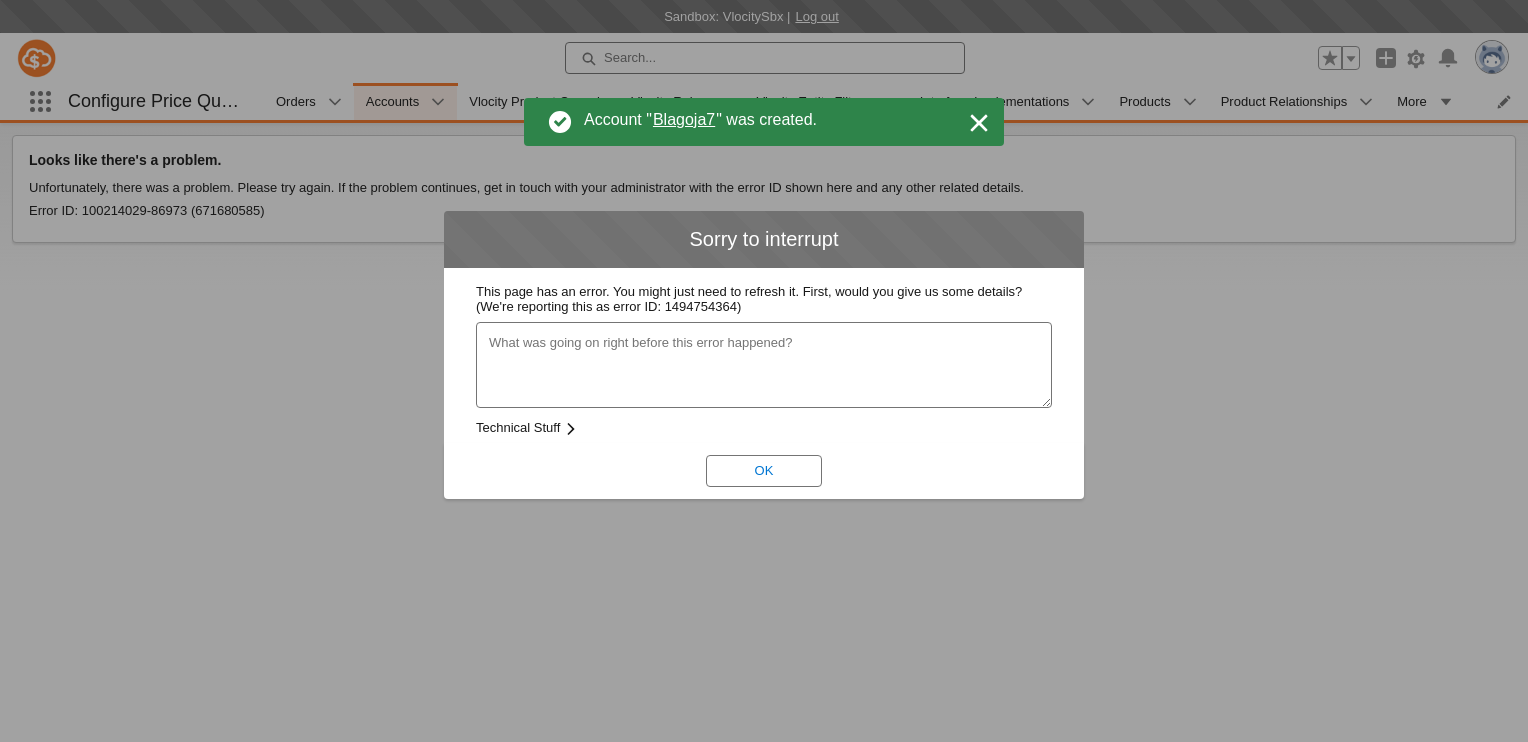 Sandbox: VlocitySbx | Log out
Search...
Configure Price Qu…
Orders
Accounts
Vlocity
Products
Product Relationships
More
Account "Blagoja7" was created.
Looks like there's a problem.
Unfortunately, there was a problem. Please try again. If the problem continues, get in touch with your administrator with the error ID shown here and any other related details.
Error ID: 100214029-86973 (671680585)
Sorry to interrupt
This page has an error. You might just need to refresh it. First, would you give us some details?
(We're reporting this as error ID: 1494754364)
What was going on right before this error happened?
Technical Stuff
OK